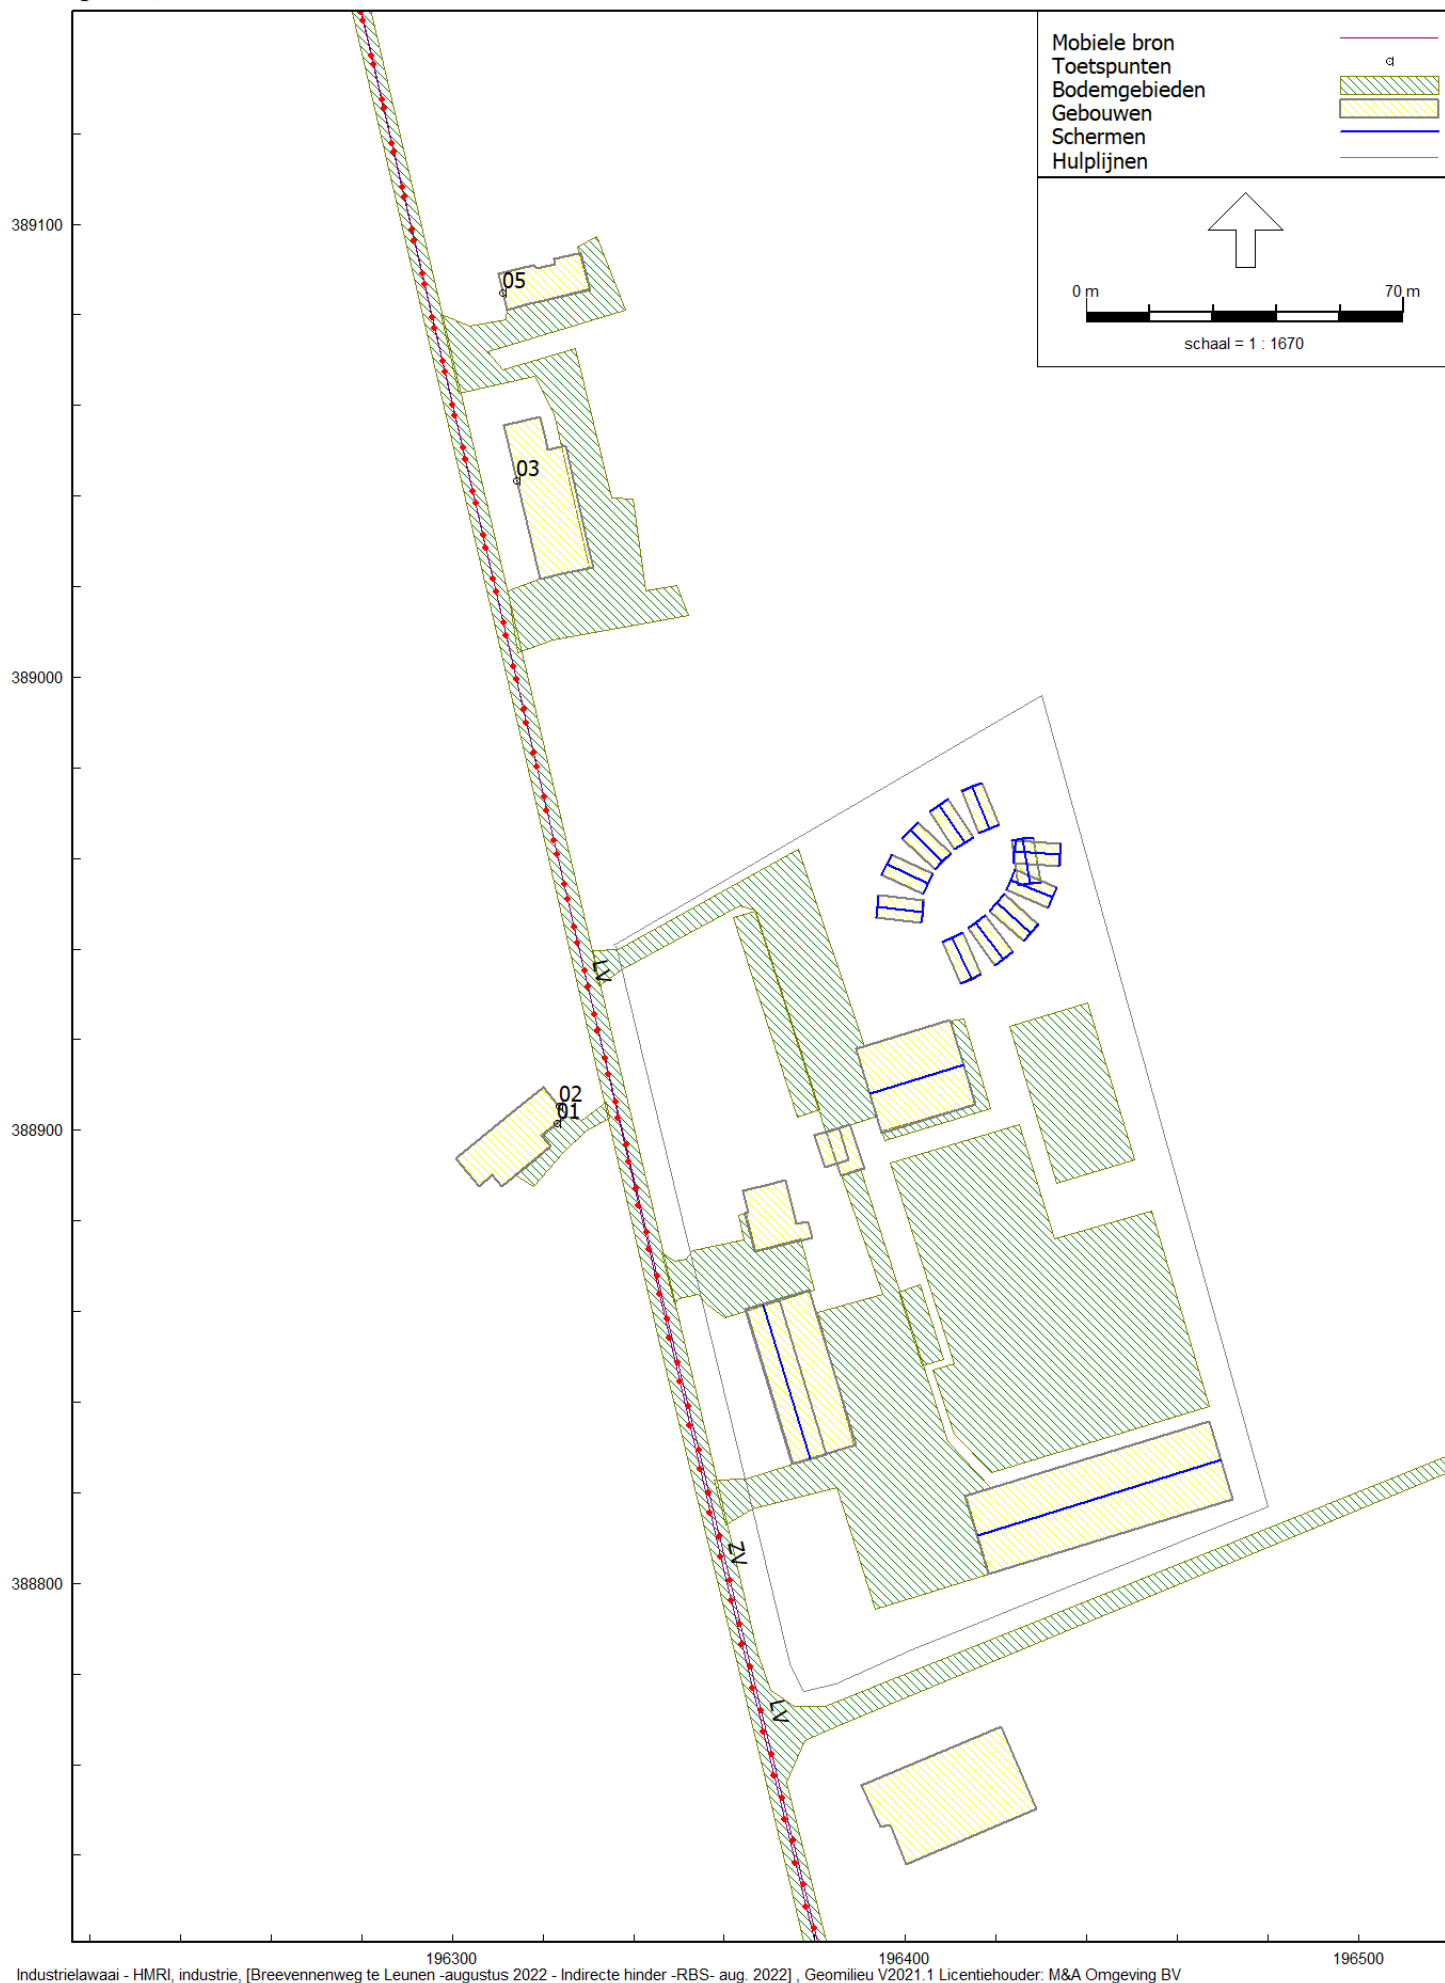 Mobiele bron
Toetspunten
Bodemgebieden
Gebouwen
Schermen
Hulplijnen
0 m 70 m
schaal = 1 : 1670
389100
05
03
389000
LV
02
01
388900
ZV
388800
LV
196300 196400 196500
Industrielawaai - HMRI, industrie, [Breevennenweg te Leunen -augustus 2022 - Indirecte hinder -RBS- aug. 2022] , Geomilieu V2021.1 Licentiehouder: M&A Omgeving BV